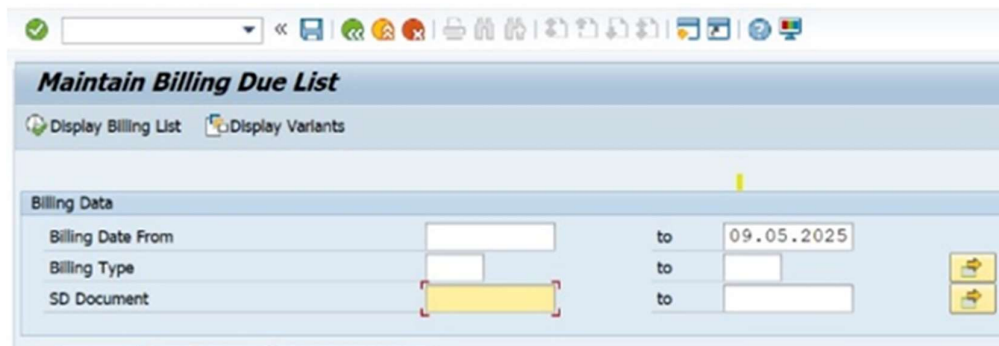 Maintain Billing Due List
Display Billing List Display Variants
Billing Data
Billing Date From to 09.05.2025
Billing Type to
SD Document to